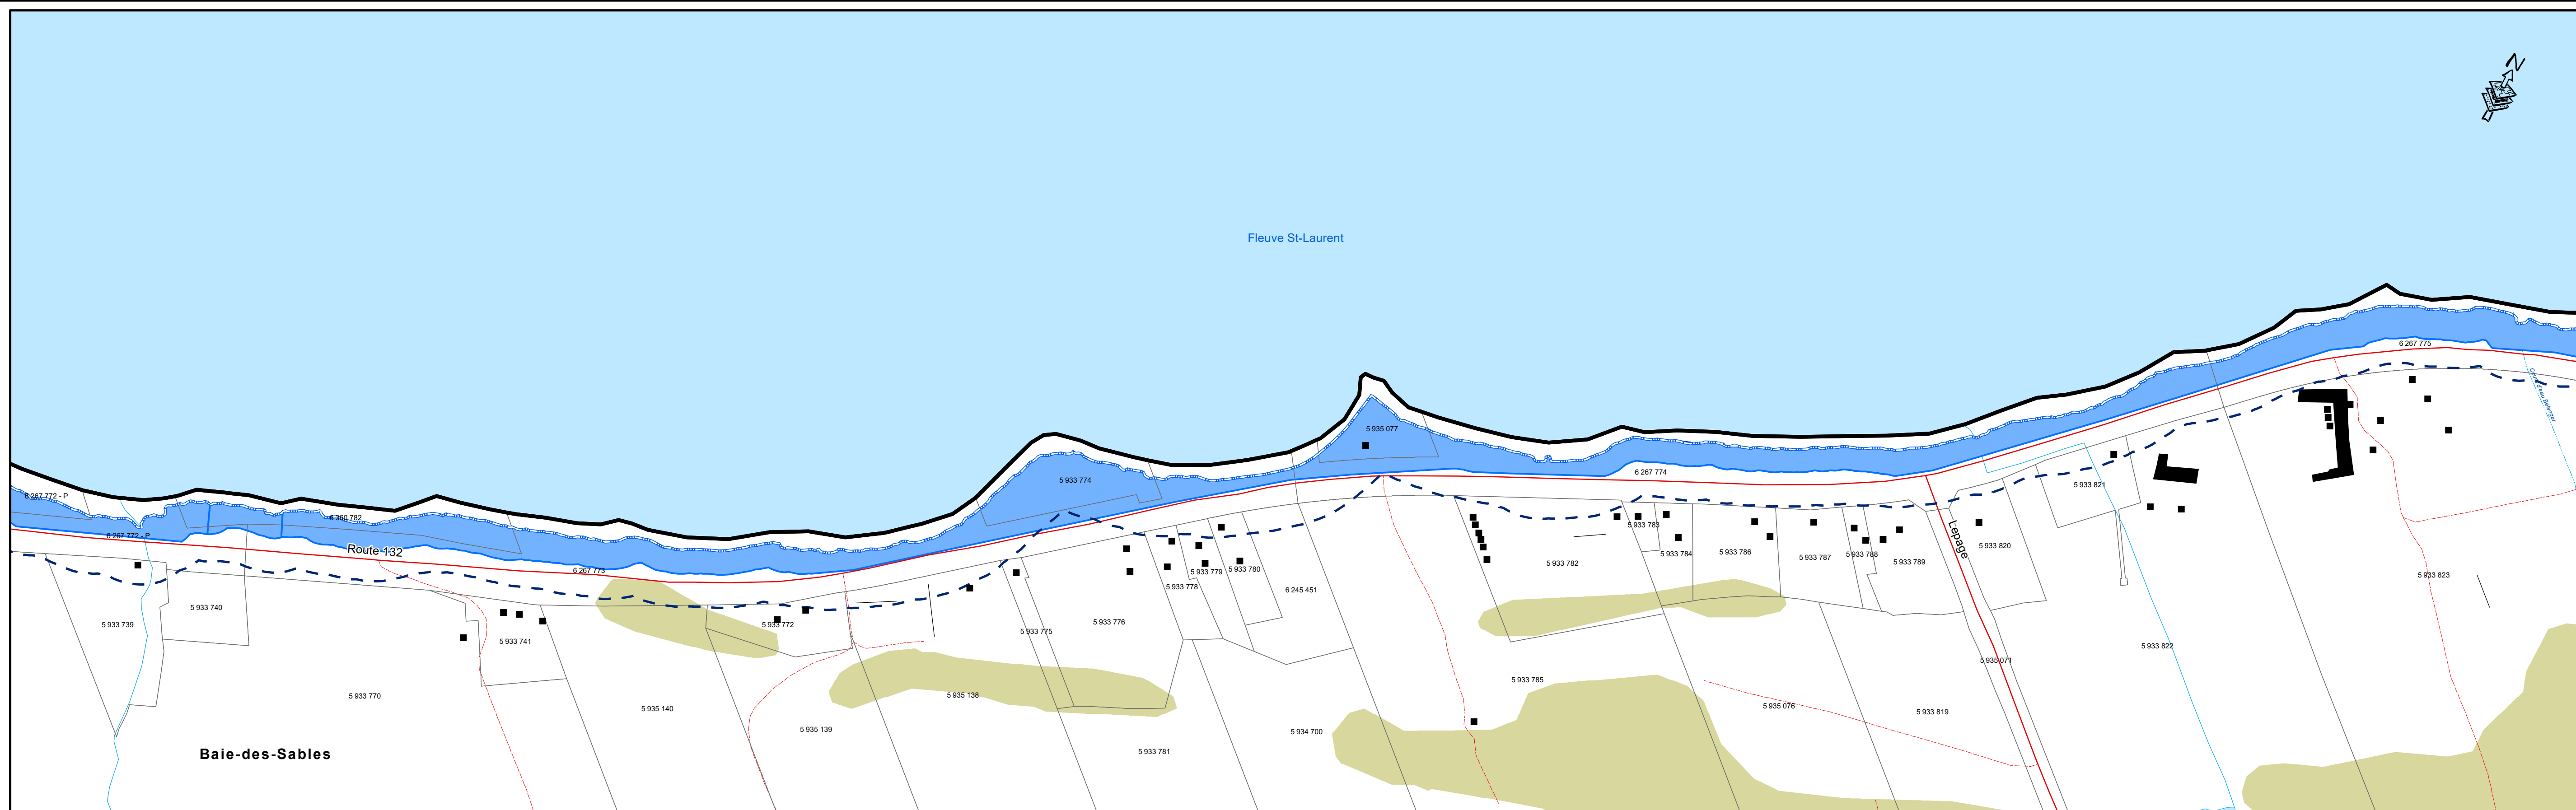 N
Fleuve St-Laurent
6 267 775
Cours d'eau Bélanger
5 935 077
6 267 774
5 933 774
5 933 821
6 267 772 - P
6 360 782
6 267 772 - P
Route 132
6 267 773
5 933 783
5 933 784
5 933 786
5 933 787
5 933 788
5 933 789
Lepage
5 933 820
5 933 782
5 933 779
5 933 780
5 933 778
6 245 451
5 933 823
5 933 740
5 933 739
5 933 741
5 933 772
5 933 775
5 933 776
5 933 822
5 935 071
5 933 785
5 933 770
5 935 140
5 935 138
5 935 139
5 935 076
5 933 819
5 934 700
5 933 781
Baie-des-Sables